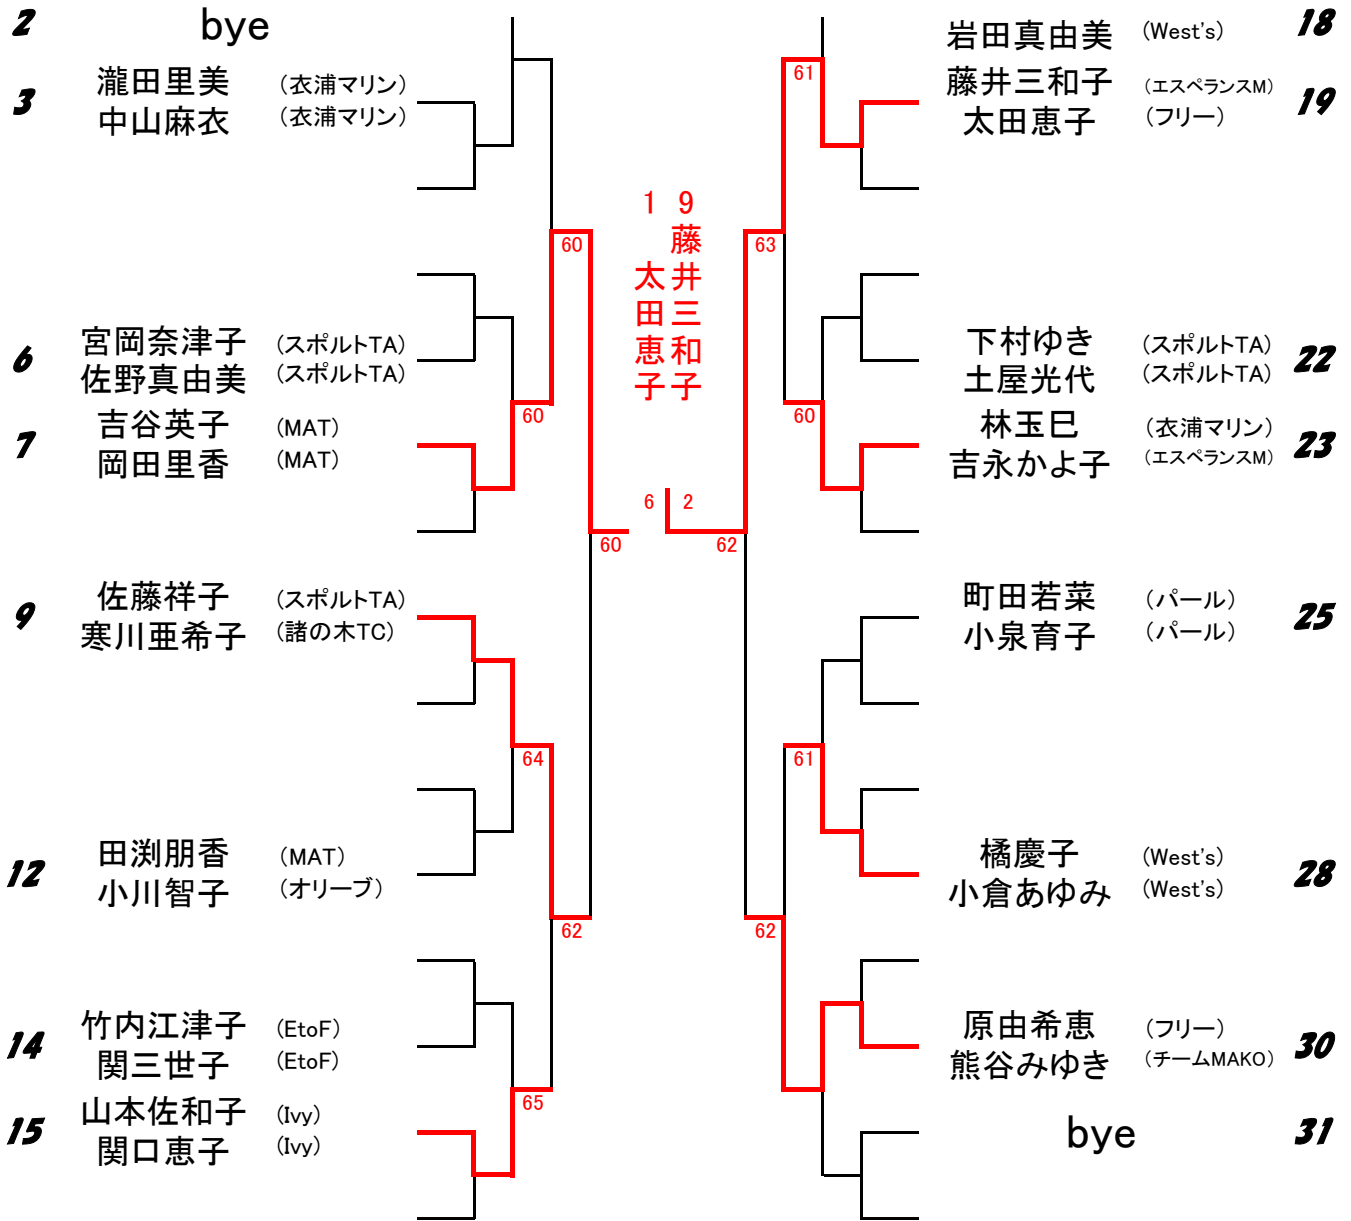 2 bye
3 瀧田里美 (衣浦マリン)
中山麻衣 (衣浦マリン)
6 宮岡奈津子 (スポルトTA)
佐野真由美 (スポルトTA)
7 吉谷英子 (MAT)
岡田里香 (MAT)
9 佐藤祥子 (スポルトTA)
寒川亜希子 (諸の木TC)
12 田渕朋香 (MAT)
小川智子 (オリーブ)
14 竹内江津子 (EtoF)
関三世子 (EtoF)
15 山本佐和子 (Ivy)
関口恵子 (Ivy)
60
60
64
62
65
60
19
藤井三和子
太田恵子
6 2
62
63
61
60
61
62
岩田真由美 (West's) 18
藤井三和子 (エスペランスM) 19
太田恵子 (フリー)
下村ゆき (スポルトTA) 22
土屋光代 (スポルトTA)
林玉巳 (衣浦マリン) 23
吉永かよ子 (エスペランスM)
町田若菜 (パール) 25
小泉育子 (パール)
橘慶子 (West's) 28
小倉あゆみ (West's)
原由希恵 (フリー) 30
熊谷みゆき (チームMAKO)
bye 31